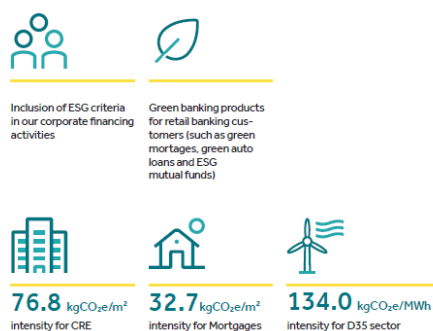 Inclusion of ESG criteria
in our corporate financing
activities
Green banking products
for retail banking cus-
tomers (such as green
mortages, green auto
loans and ESG
mutual funds)
76.8 kgCO₂e/m²
intensity for CRE
32.7 kgCO₂e/m²
intensity for Mortgages
134.0 kgCO₂e/MWh
intensity for D35 sector